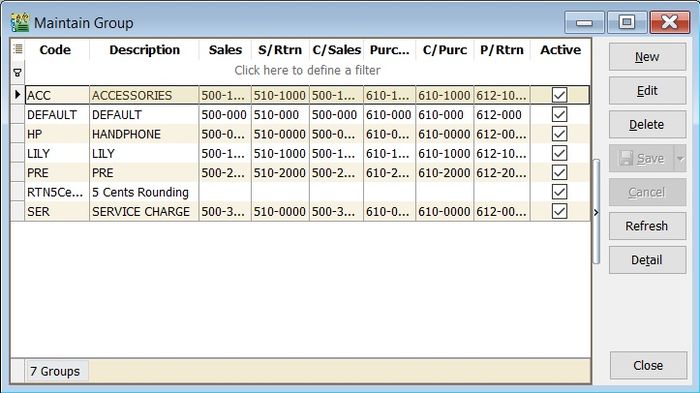 Maintain Group
Code Description Sales S/Rtrn C/Sales Purc... C/Purc P/Rtrn Active
Click here to define a filter
ACC ACCESSORIES 500-1... 510-1000 500-1... 610-1... 610-1000 612-10...
DEFAULT DEFAULT 500-000 510-000 500-000 610-000 610-000 612-000
HP HANDPHONE 500-0... 510-0000 500-0... 610-0... 610-0000 612-00...
LILY LILY 500-1... 510-1000 500-1... 610-1... 610-1000 612-10...
PRE PRE 500-2... 510-2000 500-2... 610-2... 610-2000 612-20...
RTN5Ce... 5 Cents Rounding
SER SERVICE CHARGE 500-3... 510-0000 500-3... 610-0... 610-0000 612-00...
7 Groups
New
Edit
Delete
Save
Cancel
Refresh
Detail
Close